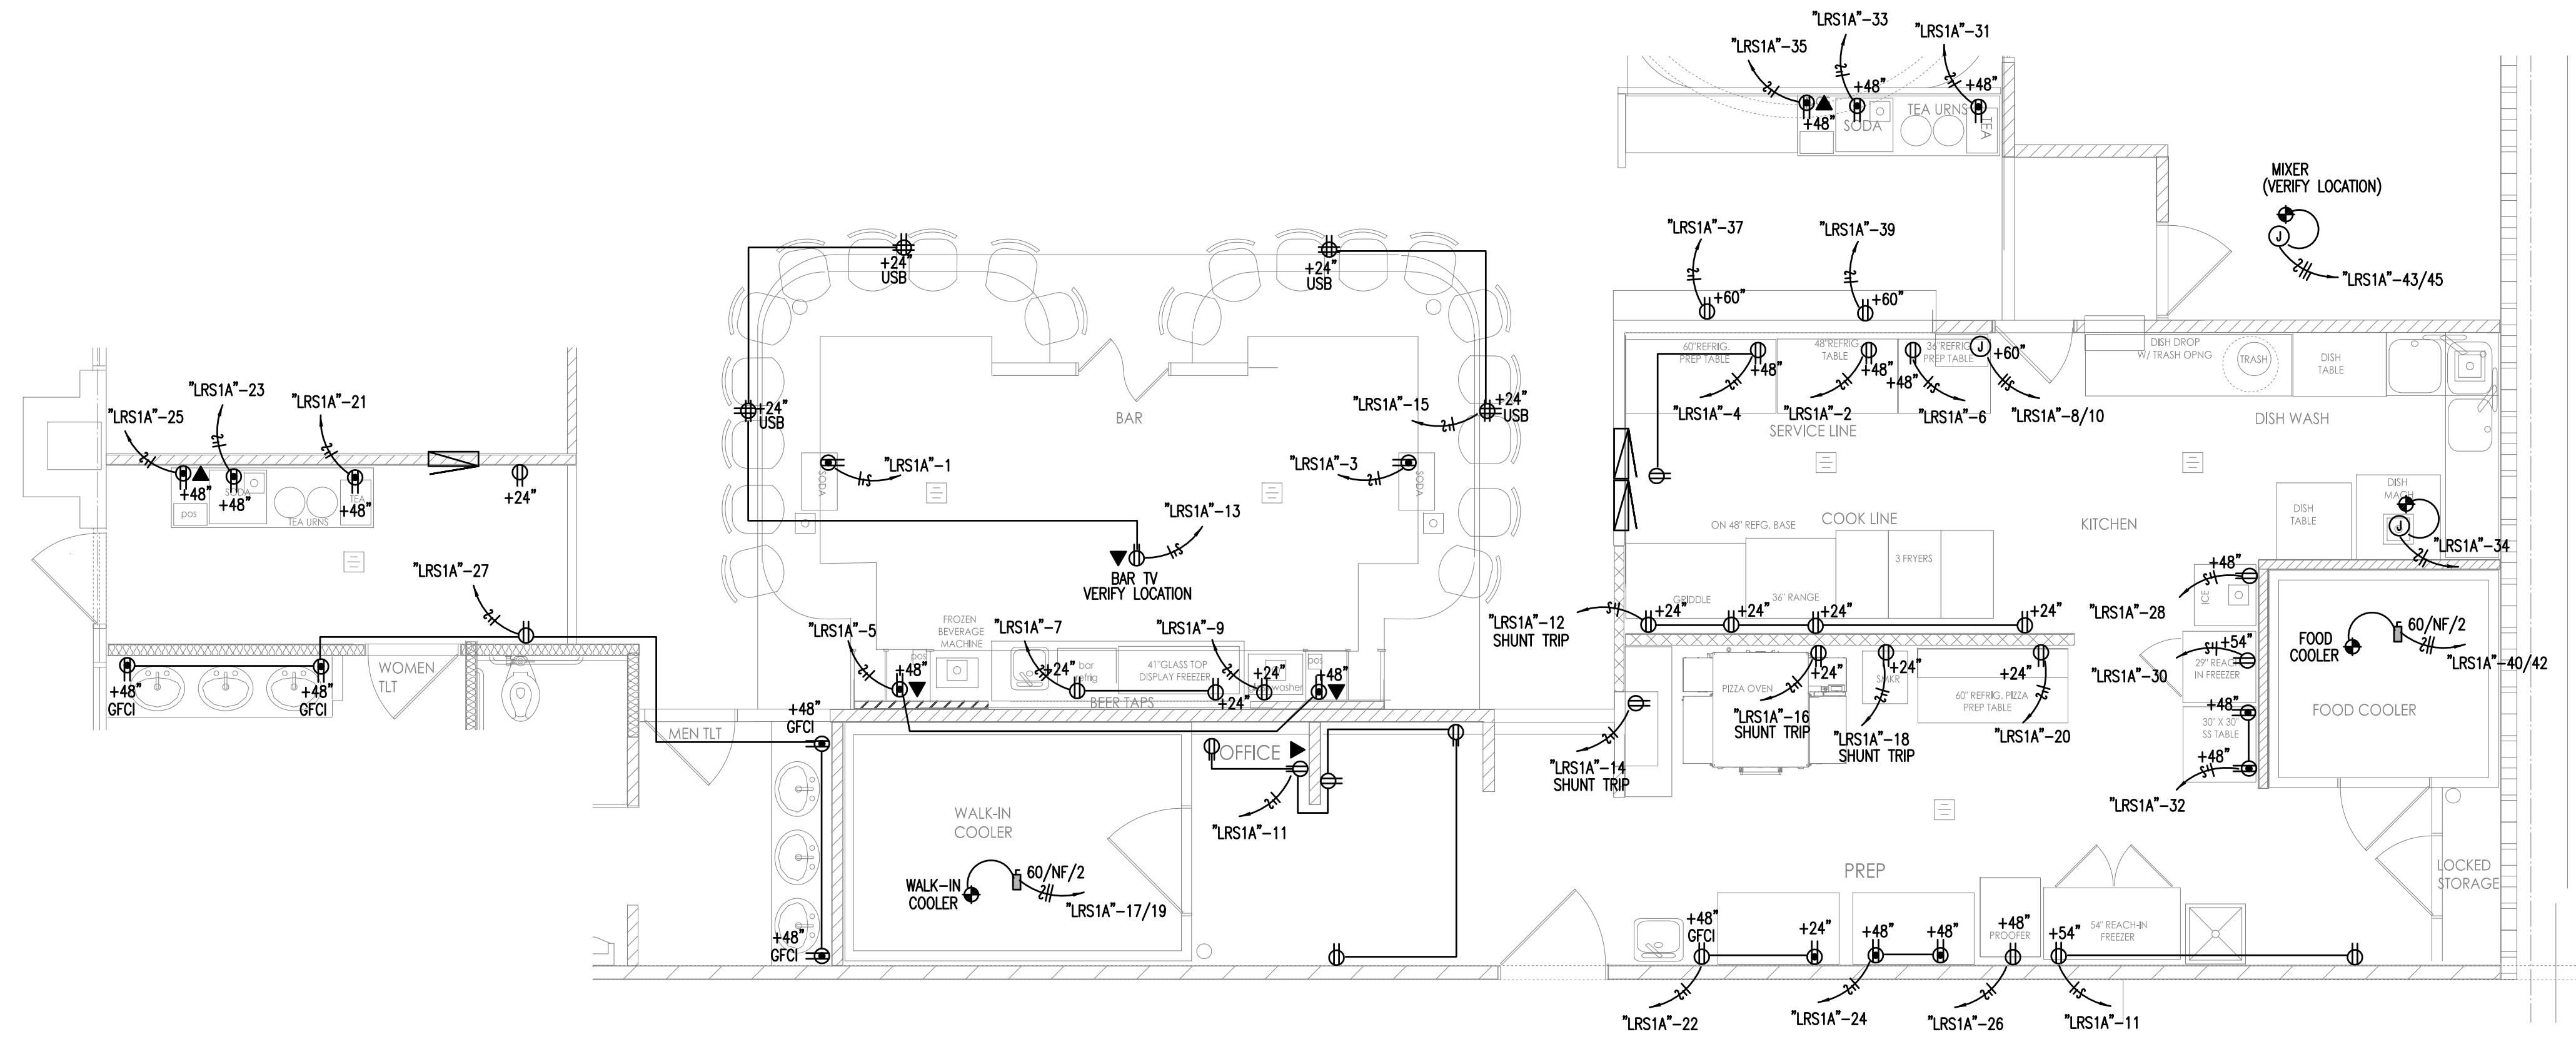 "LRS1A"-33
"LRS1A"-31
"LRS1A"-35
+48"
+48"
+48"
SODA
TEA URNS
TEA
MIXER
(VERIFY LOCATION)
J
"LRS1A"-43/45
"LRS1A"-37
"LRS1A"-39
+60"
+60"
+24"
USB
+24"
USB
+24"
USB
+24"
USB
BAR
"LRS1A"-15
"LRS1A"-1
"LRS1A"-3
SODA
SODA
"LRS1A"-13
BAR TV
VERIFY LOCATION
"LRS1A"-23
"LRS1A"-21
"LRS1A"-25
+48"
SODA
+48"
TEA
+48"
+24"
pos
TEA URNS
"LRS1A"-27
WOMEN
TLT
+48"
GFCI
+48"
GFCI
MEN TLT
+48"
GFCI
+48"
GFCI
60"REFRIG.
PREP TABLE
48"REFRIG.
TABLE
36"REFRIG.
PREP TABLE
J
+60"
+48"
+48"
+48"
"LRS1A"-4
"LRS1A"-2
"LRS1A"-6
"LRS1A"-8/10
SERVICE LINE
DISH DROP
W/ TRASH OPNG
TRASH
DISH
TABLE
DISH WASH
DISH
MACH
DISH
TABLE
J
"LRS1A"-34
ON 48" REFG. BASE
COOK LINE
KITCHEN
3 FRYERS
GRIDDLE
36" RANGE
"LRS1A"-12
SHUNT TRIP
+24"
+24"
+24"
+24"
+48"
ICE
"LRS1A"-28
+54"
29" REACH-
IN FREEZER
"LRS1A"-30
+48"
30" X 30"
SS TABLE
+48"
"LRS1A"-32
FOOD
COOLER
60/NF/2
"LRS1A"-40/42
FOOD COOLER
"LRS1A"-5
FROZEN
BEVERAGE
MACHINE
"LRS1A"-7
"LRS1A"-9
pos
+48"
+24"
bar
refrig
41"GLASS TOP
DISPLAY FREEZER
+24"
washer
pos
+48"
+24"
BEER TAPS
PIZZA OVEN
+24"
SMKR
+24"
+24"
60" REFRIG. PIZZA
PREP TABLE
"LRS1A"-16
SHUNT TRIP
"LRS1A"-18
SHUNT TRIP
"LRS1A"-20
"LRS1A"-14
SHUNT TRIP
OFFICE
"LRS1A"-11
WALK-IN
COOLER
WALK-IN
COOLER
60/NF/2
"LRS1A"-17/19
PREP
LOCKED
STORAGE
+48"
GFCI
+24"
+48"
+48"
+48"
PROOFER
+54"
54" REACH-IN
FREEZER
"LRS1A"-22
"LRS1A"-24
"LRS1A"-26
"LRS1A"-11